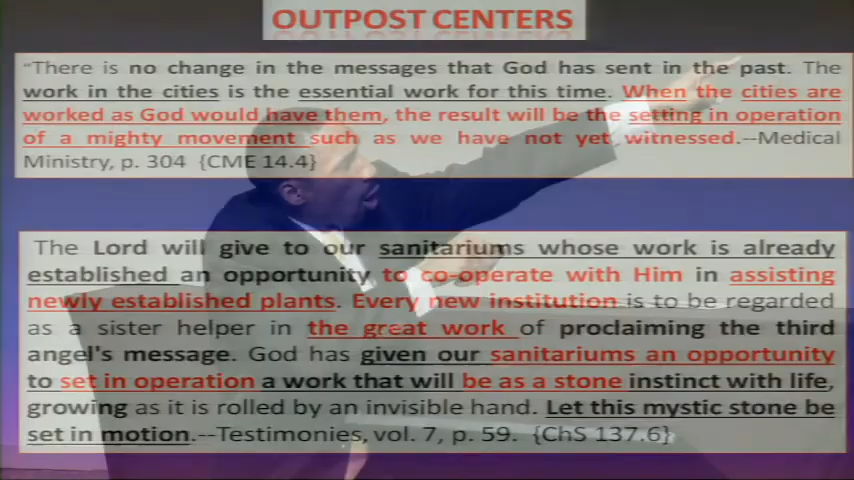 OUTPOST CENTERS
"There is no change in the messages that God has sent in the past. The
work in the cities is the essential work for this time. When the cities are
worked as God would have them, the result will be the setting in operation
of a mighty movement such as we have not yet witnessed.--Medical
Ministry, p. 304 {CME 14.4}
The Lord will give to our sanitariums whose work is already
established an opportunity to co-operate with Him in assisting
newly established plants. Every new institution is to be regarded
as a sister helper in the great work of proclaiming the third
angel's message. God has given our sanitariums an opportunity
to set in operation a work that will be as a stone instinct with life,
growing as it is rolled by an invisible hand. Let this mystic stone be
set in motion.--Testimonies, vol. 7, p. 59. {ChS 137.6}